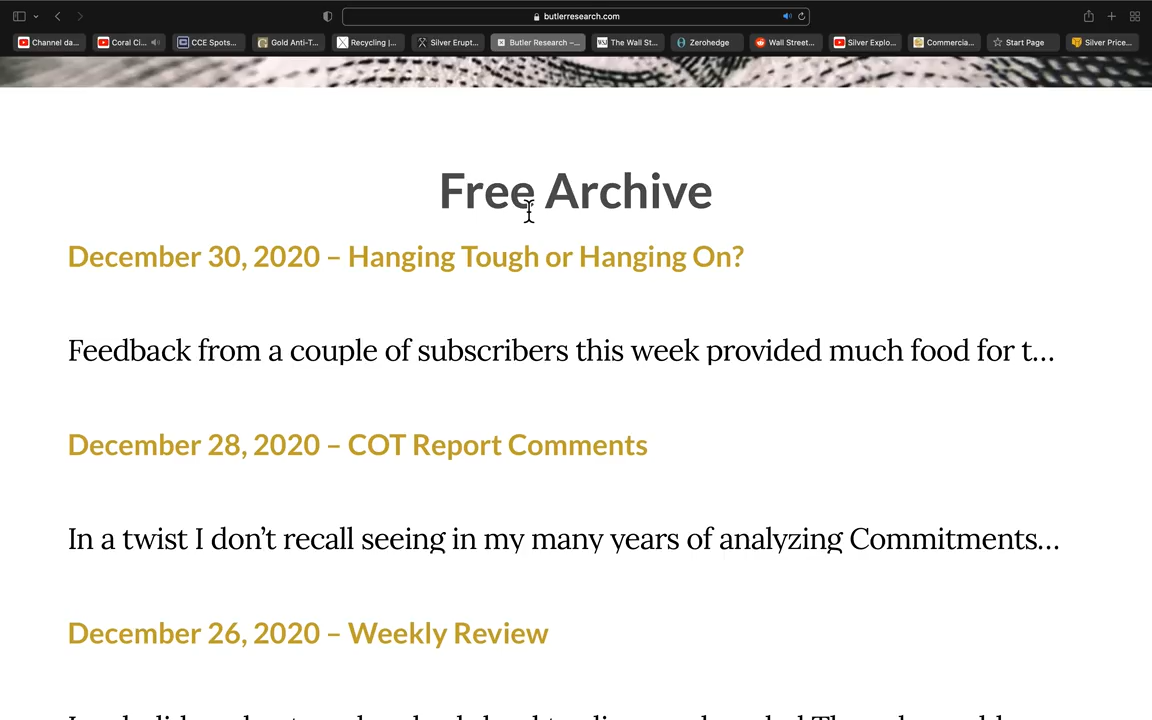 butlerresearch.com
Channel da...
Coral Ci...
CCE Spots...
Gold Anti-T...
Recycling |...
Silver Erupt...
Butler Research –...
The Wall St...
Zerohedge
Wall Street...
Silver Explo...
Commercia...
Start Page
Silver Price...
Free Archive
December 30, 2020 – Hanging Tough or Hanging On?
Feedback from a couple of subscribers this week provided much food for t...
December 28, 2020 – COT Report Comments
In a twist I don’t recall seeing in my many years of analyzing Commitments...
December 26, 2020 – Weekly Review